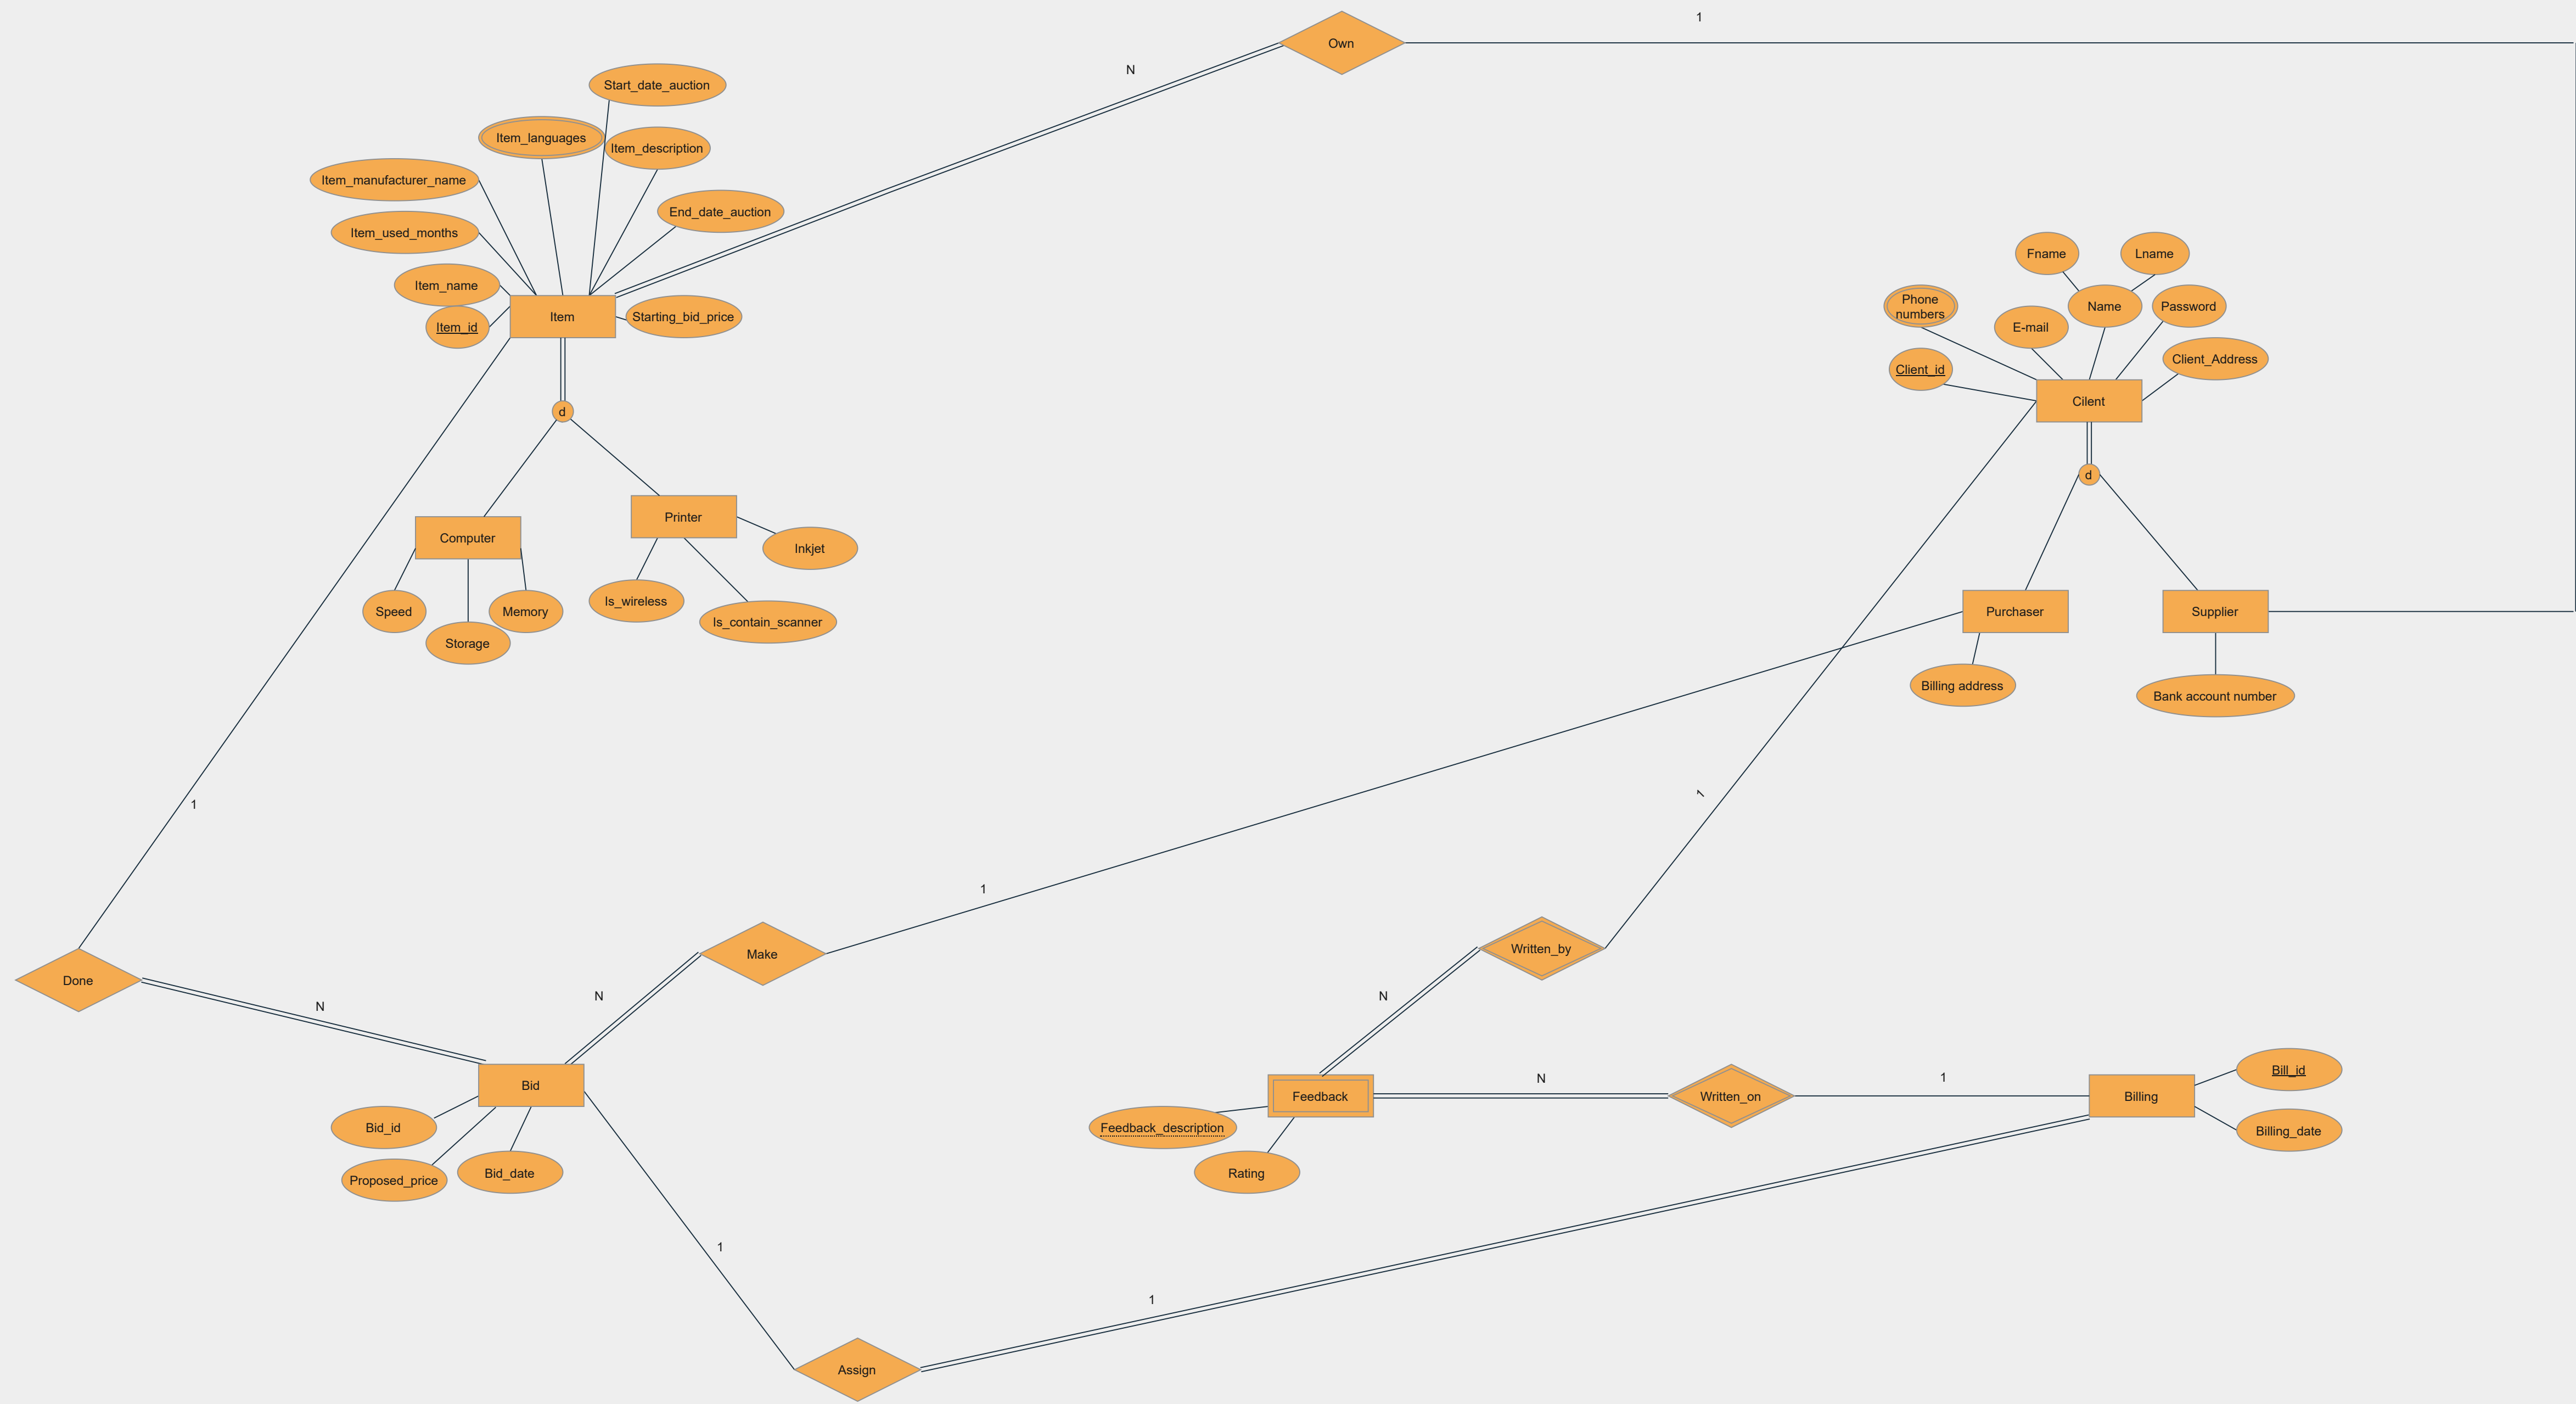 1
Own
N
Start_date_auction
Item_languages
Item_description
Item_manufacturer_name
End_date_auction
Item_used_months
Item_name
Item_id
Item
Starting_bid_price
Fname
Lname
Phone
numbers
Name
Password
E-mail
Client_Address
Client_id
Cilent
d
d
Printer
Computer
Inkjet
Is_wireless
Speed
Memory
Is_contain_scanner
Storage
Purchaser
Supplier
Billing address
Bank account number
1
1
1
Make
Written_by
Done
N
N
N
Bid
Feedback
N
Written_on
1
Billing
Bill_id
Bid_id
Feedback_description
Billing_date
Proposed_price
Bid_date
Rating
1
1
Assign